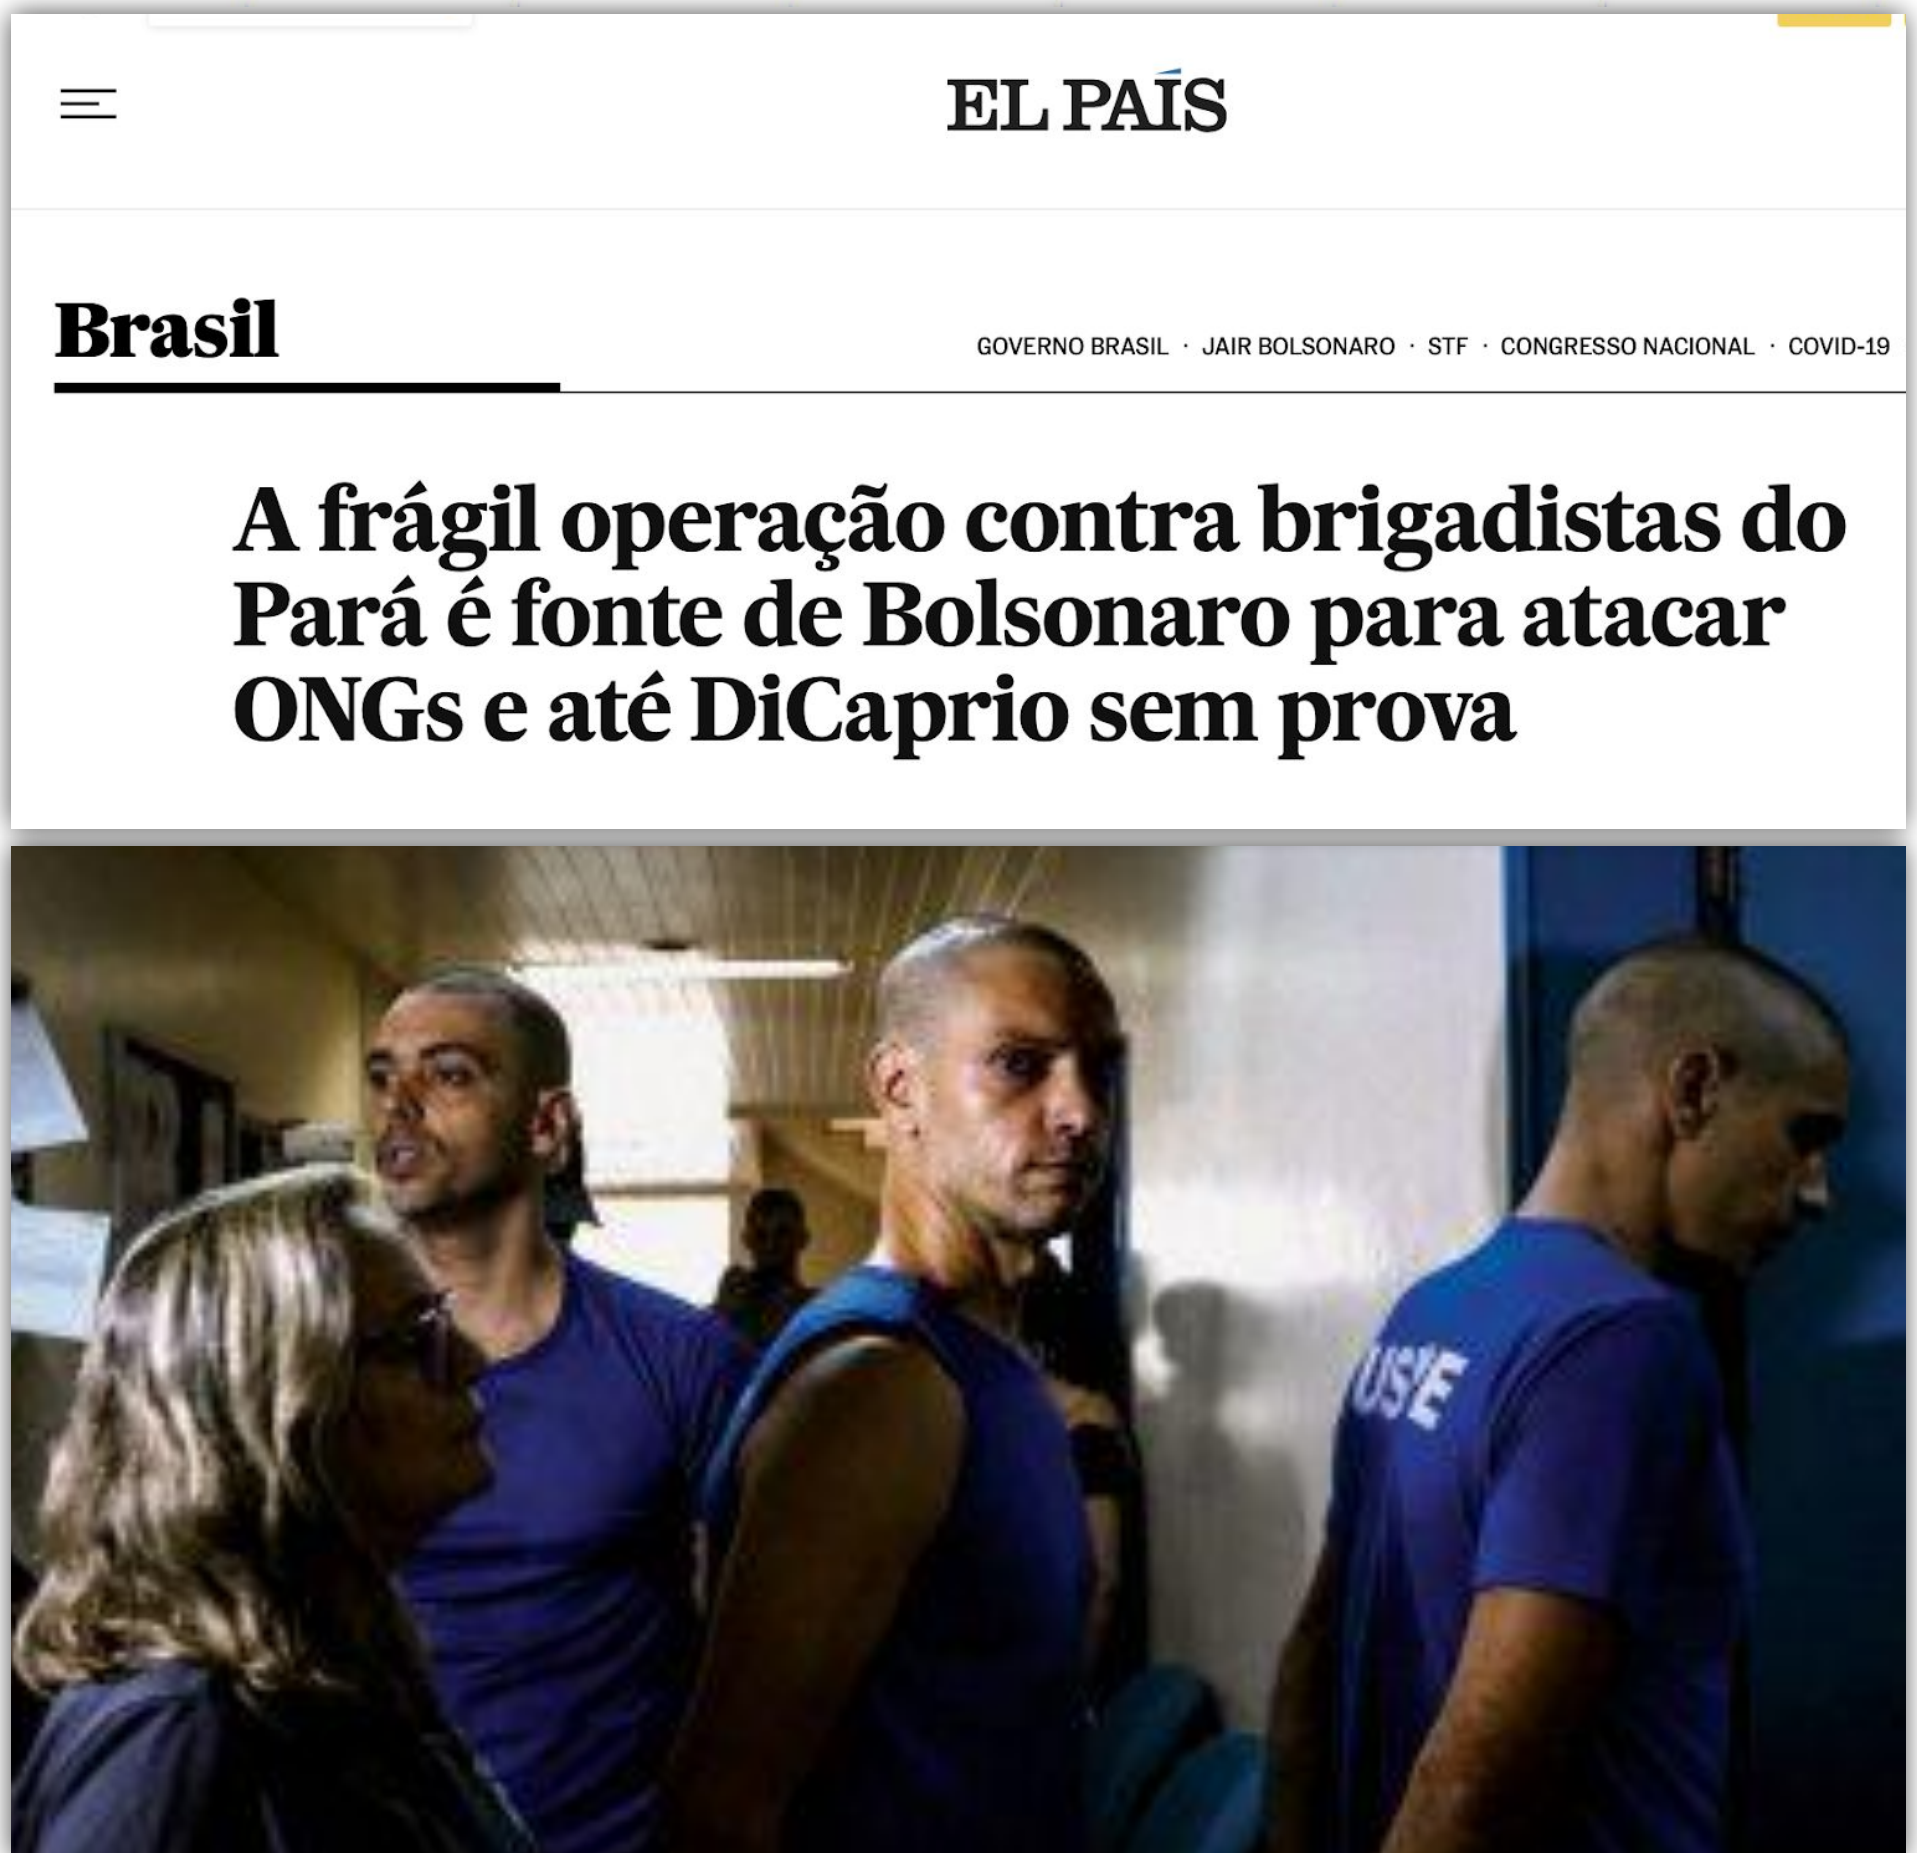 EL PAÍS
Brasil
GOVERNO BRASIL · JAIR BOLSONARO · STF · CONGRESSO NACIONAL · COVID-19
A frágil operação contra brigadistas do
Pará é fonte de Bolsonaro para atacar
ONGs e até DiCaprio sem prova